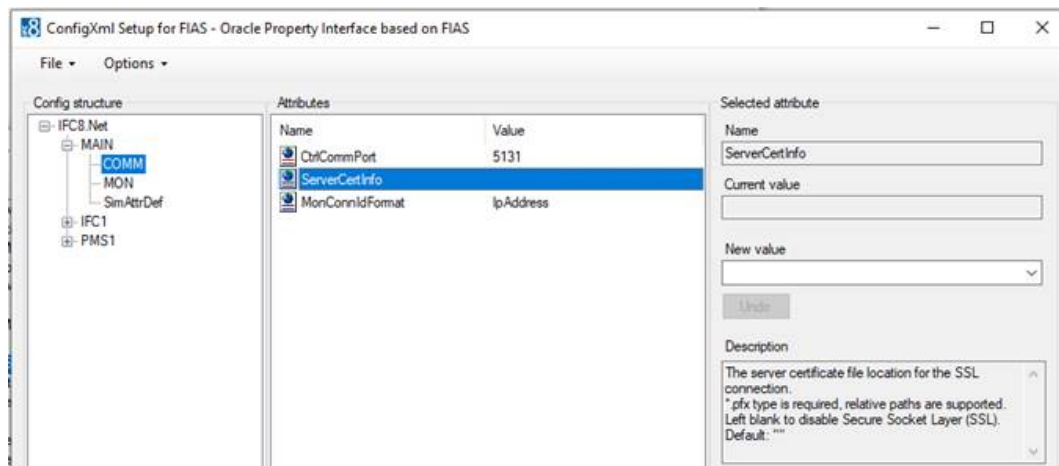 ConfigXml Setup for FIAS - Oracle Property Interface based on FIAS
File Options
Config structure
IFC8.Net
MAIN
COMM
MON
SimAttrDef
IFC1
PMS1
Attributes
Name Value
CtrlCommPort 5131
ServerCertInfo
MonConnIdFormat IpAddress
Selected attribute
Name
ServerCertInfo
Current value
New value
Undo
Description
The server certificate file location for the SSL
connection.
*.pfx type is required, relative paths are supported.
Left blank to disable Secure Socket Layer (SSL).
Default: ""